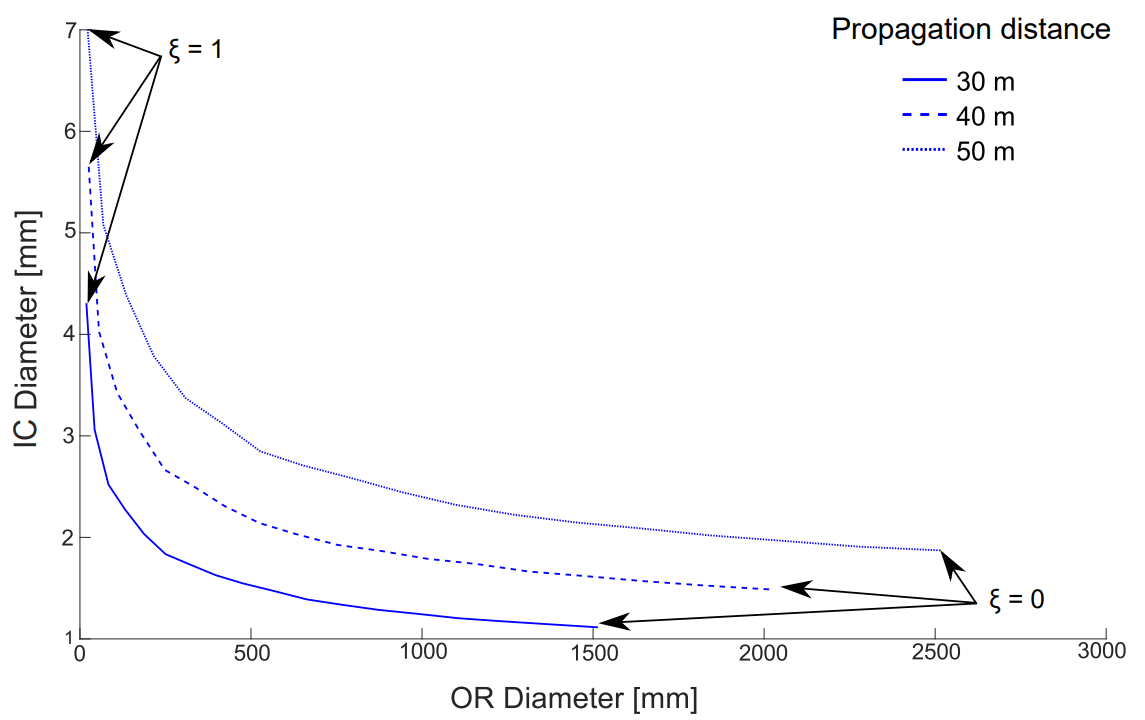 Propagation distance
30 m
40 m
50 m
ξ = 1
ξ = 0
IC Diameter [mm]
7
6
5
4
3
2
1
0
500
1000
1500
2000
2500
3000
OR Diameter [mm]